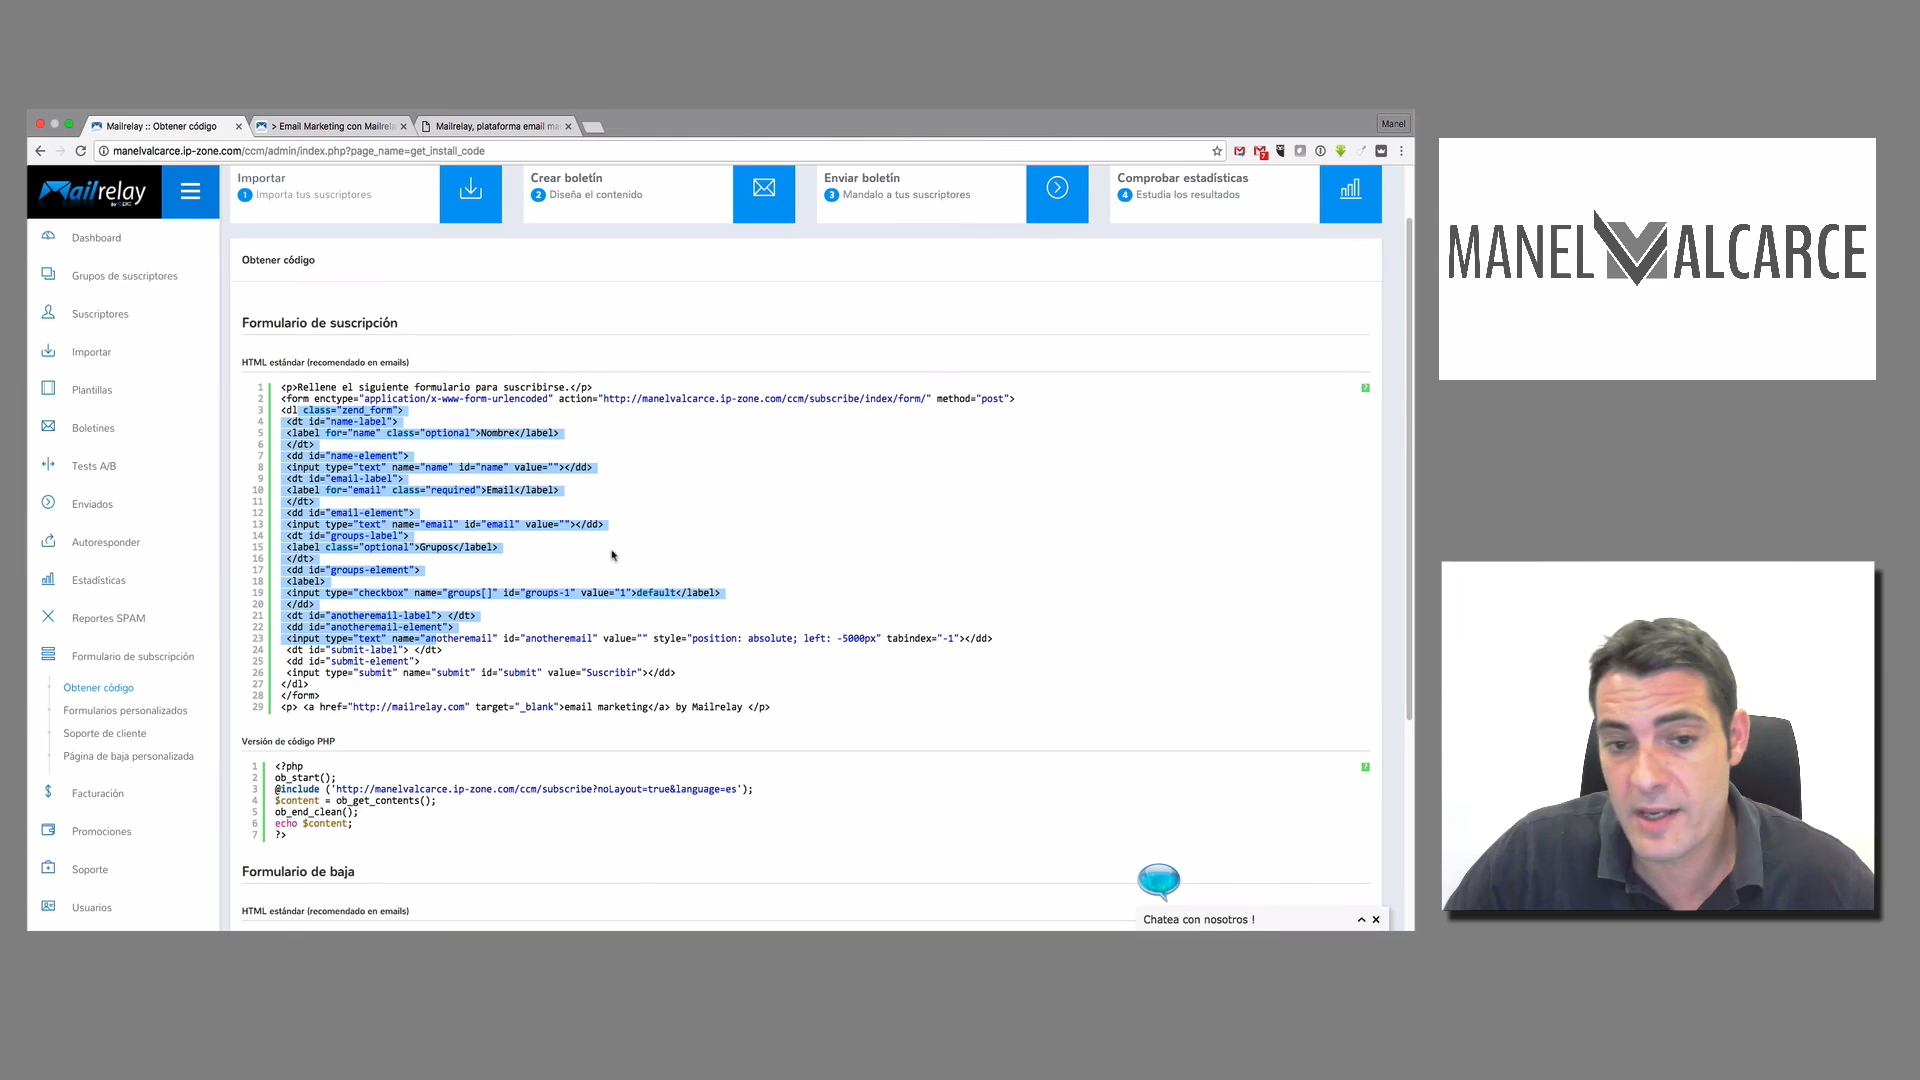 Mailrelay :: Obtener código
> Email Marketing con Mailrela
Mailrelay, plataforma email ma
Manel
manelvalcarce.ip-zone.com/ccm/admin/index.php?page_name=get_install_code
7
Mailrelay
Importar
1 Importa tus suscriptores
Crear boletín
2 Diseña el contenido
Enviar boletín
3 Mandalo a tus suscriptores
Comprobar estadísticas
4 Estudia los resultados
Dashboard
Grupos de suscriptores
Suscriptores
Importar
Plantillas
Boletines
Tests A/B
Enviados
Autoresponder
Estadísticas
Reportes SPAM
Formulario de subscripción
Obtener código
Formularios personalizados
Soporte de cliente
Página de baja personalizada
Facturación
Promociones
Soporte
Usuarios
Obtener código
Formulario de suscripción
HTML estándar (recomendado en emails)
1 <p>Rellene el siguiente formulario para suscribirse.</p>
2 <form enctype="application/x-www-form-urlencoded" action="http://manelvalcarce.ip-zone.com/ccm/subscribe/index/form/" method="post">
3 <dl class="zend_form">
4 <dt id="name-label">
5 <label for="name" class="optional">Nombre</label>
6 </dt>
7 <dd id="name-element">
8 <input type="text" name="name" id="name" value=""></dd>
9 <dt id="email-label">
10 <label for="email" class="required">Email</label>
11 </dt>
12 <dd id="email-element">
13 <input type="text" name="email" id="email" value=""></dd>
14 <dt id="groups-label">
15 <label class="optional">Grupos</label>
16 </dt>
17 <dd id="groups-element">
18 <label>
19 <input type="checkbox" name="groups[]" id="groups-1" value="1">default</label>
20 </dd>
21 <dt id="anotheremail-label"> </dt>
22 <dd id="anotheremail-element">
23 <input type="text" name="anotheremail" id="anotheremail" value="" style="position: absolute; left: -5000px" tabindex="-1"></dd>
24 <dt id="submit-label"> </dt>
25 <dd id="submit-element">
26 <input type="submit" name="submit" id="submit" value="Suscribir"></dd>
27 </dl>
28 </form>
29 <p> <a href="http://mailrelay.com" target="_blank">email marketing</a> by Mailrelay </p>
?
Versión de código PHP
1 <?php
2 ob_start();
3 @include ('http://manelvalcarce.ip-zone.com/ccm/subscribe?noLayout=true&language=es');
4 $content = ob_get_contents();
5 ob_end_clean();
6 echo $content;
7 ?>
?
Formulario de baja
HTML estándar (recomendado en emails)
Chatea con nosotros !
MANEL VALCARCE